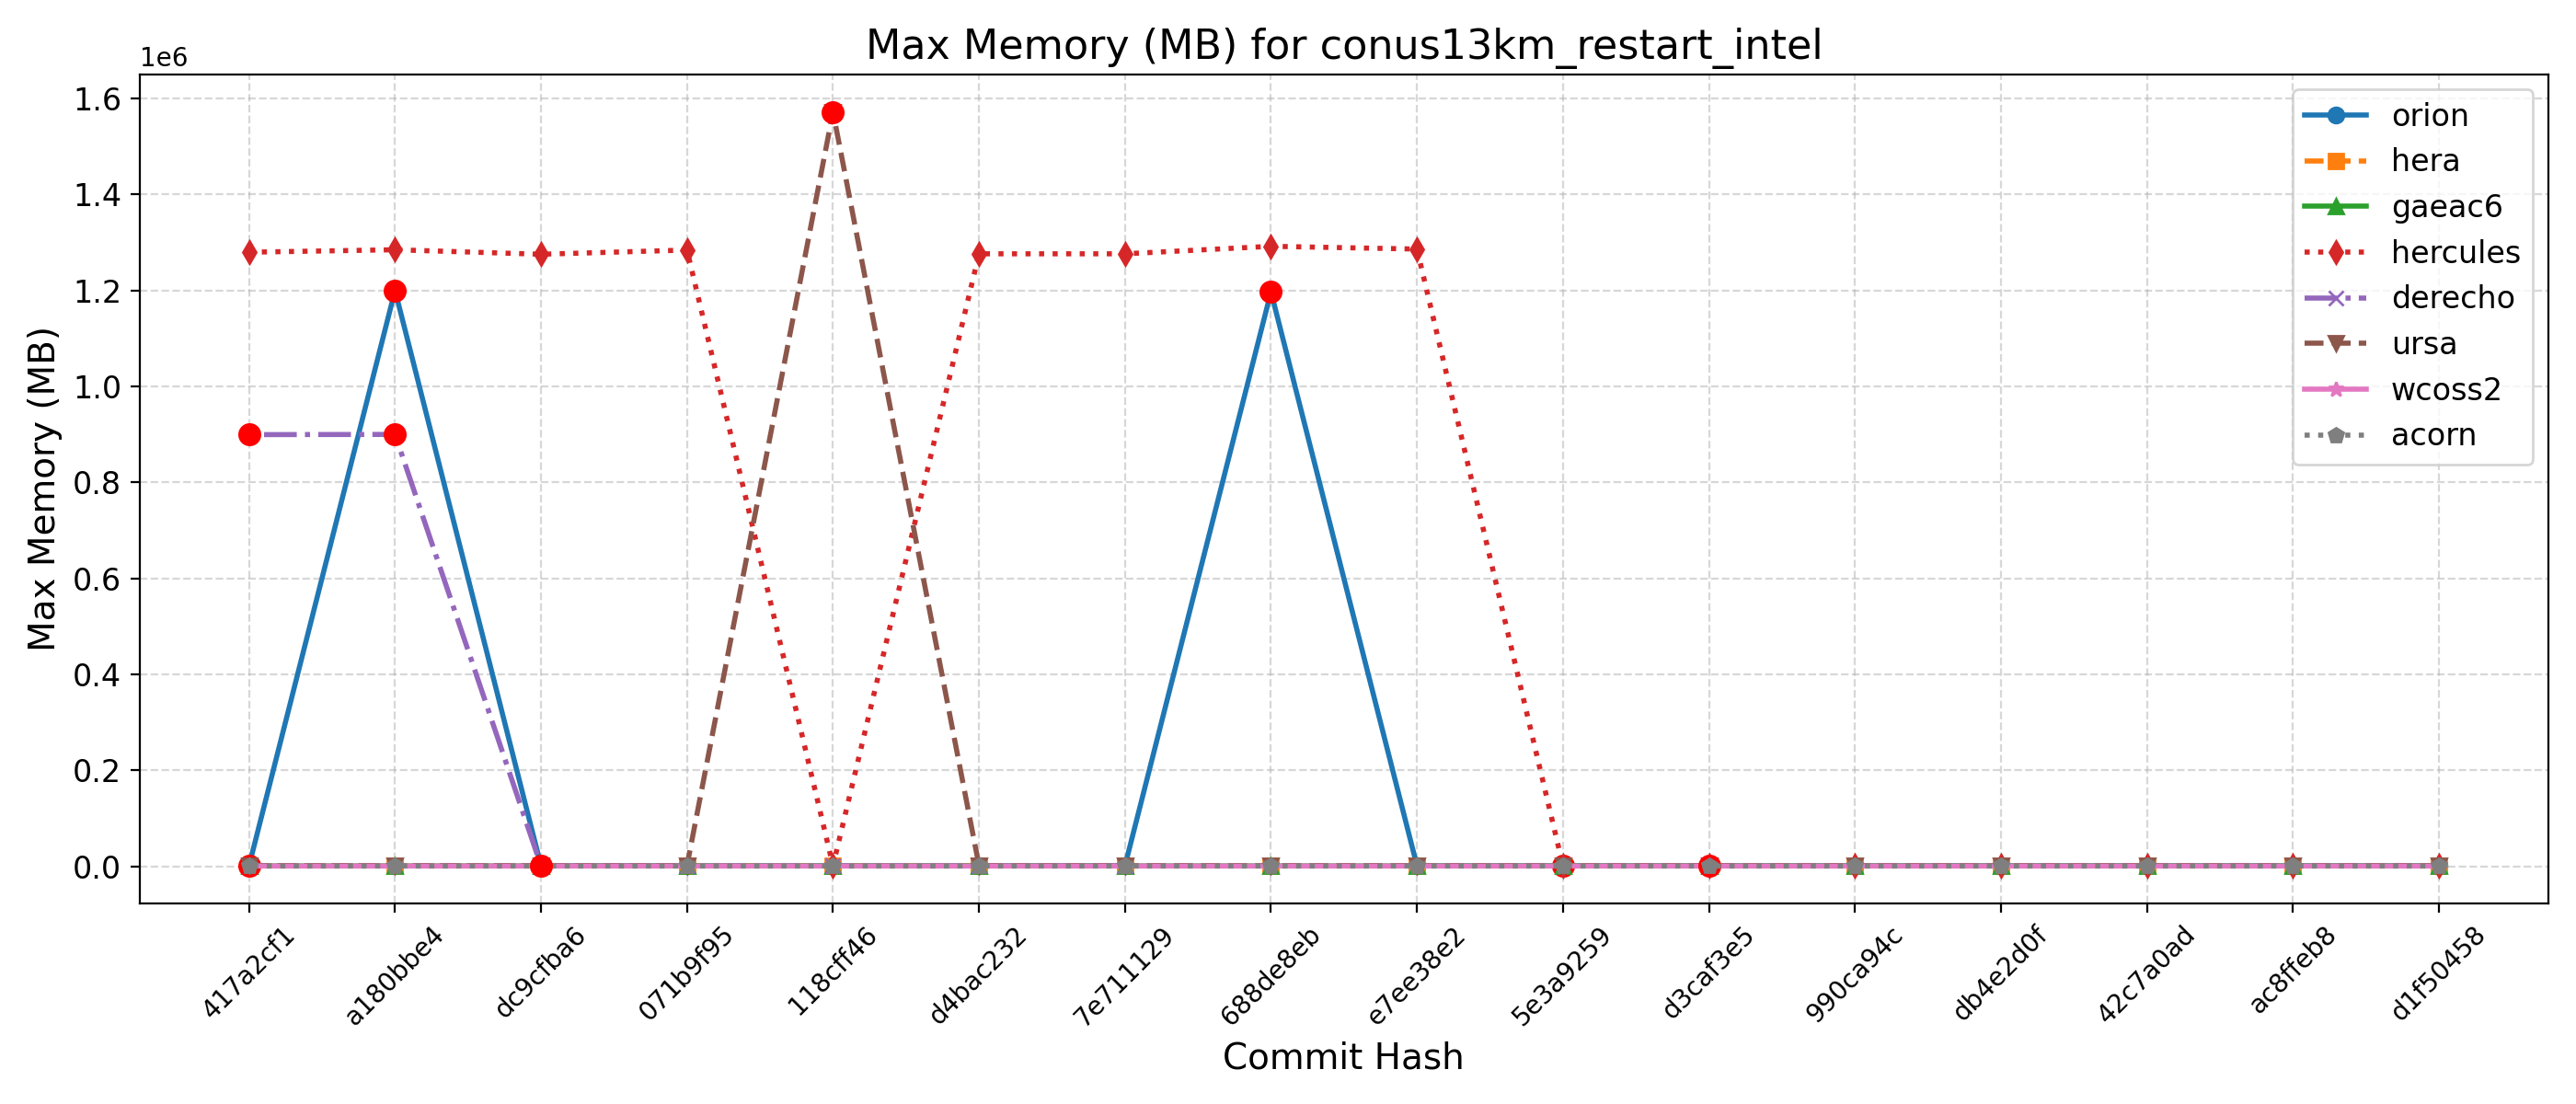 Max Memory (MB) for conus13km_restart_intel
1e6
1.6
1.4
1.2
1.0
0.8
0.6
0.4
0.2
0.0
Max Memory (MB)
orion
hera
gaeac6
hercules
derecho
ursa
wcoss2
acorn
417a2cf1
a180bbe4
dc9cfba6
071b9f95
118cff46
d4bac232
7e711129
688de8eb
e7ee38e2
5e3a9259
d3caf3e5
990ca94c
db4e2d0f
42c7a0ad
ac8ffeb8
d1f50458
Commit Hash